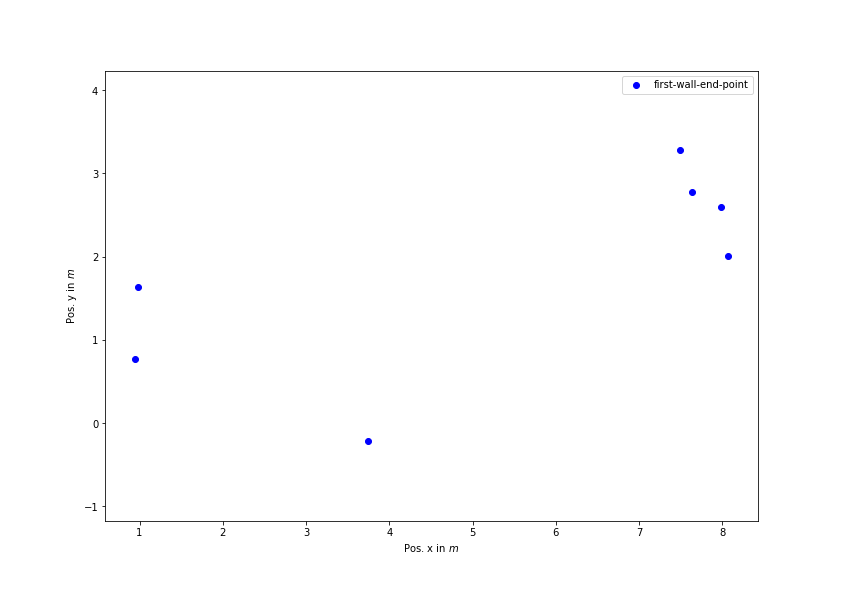 first-wall-end-point
4
3
2
1
0
−1
Pos. y in m
1 2 3 4 5 6 7 8
Pos. x in m